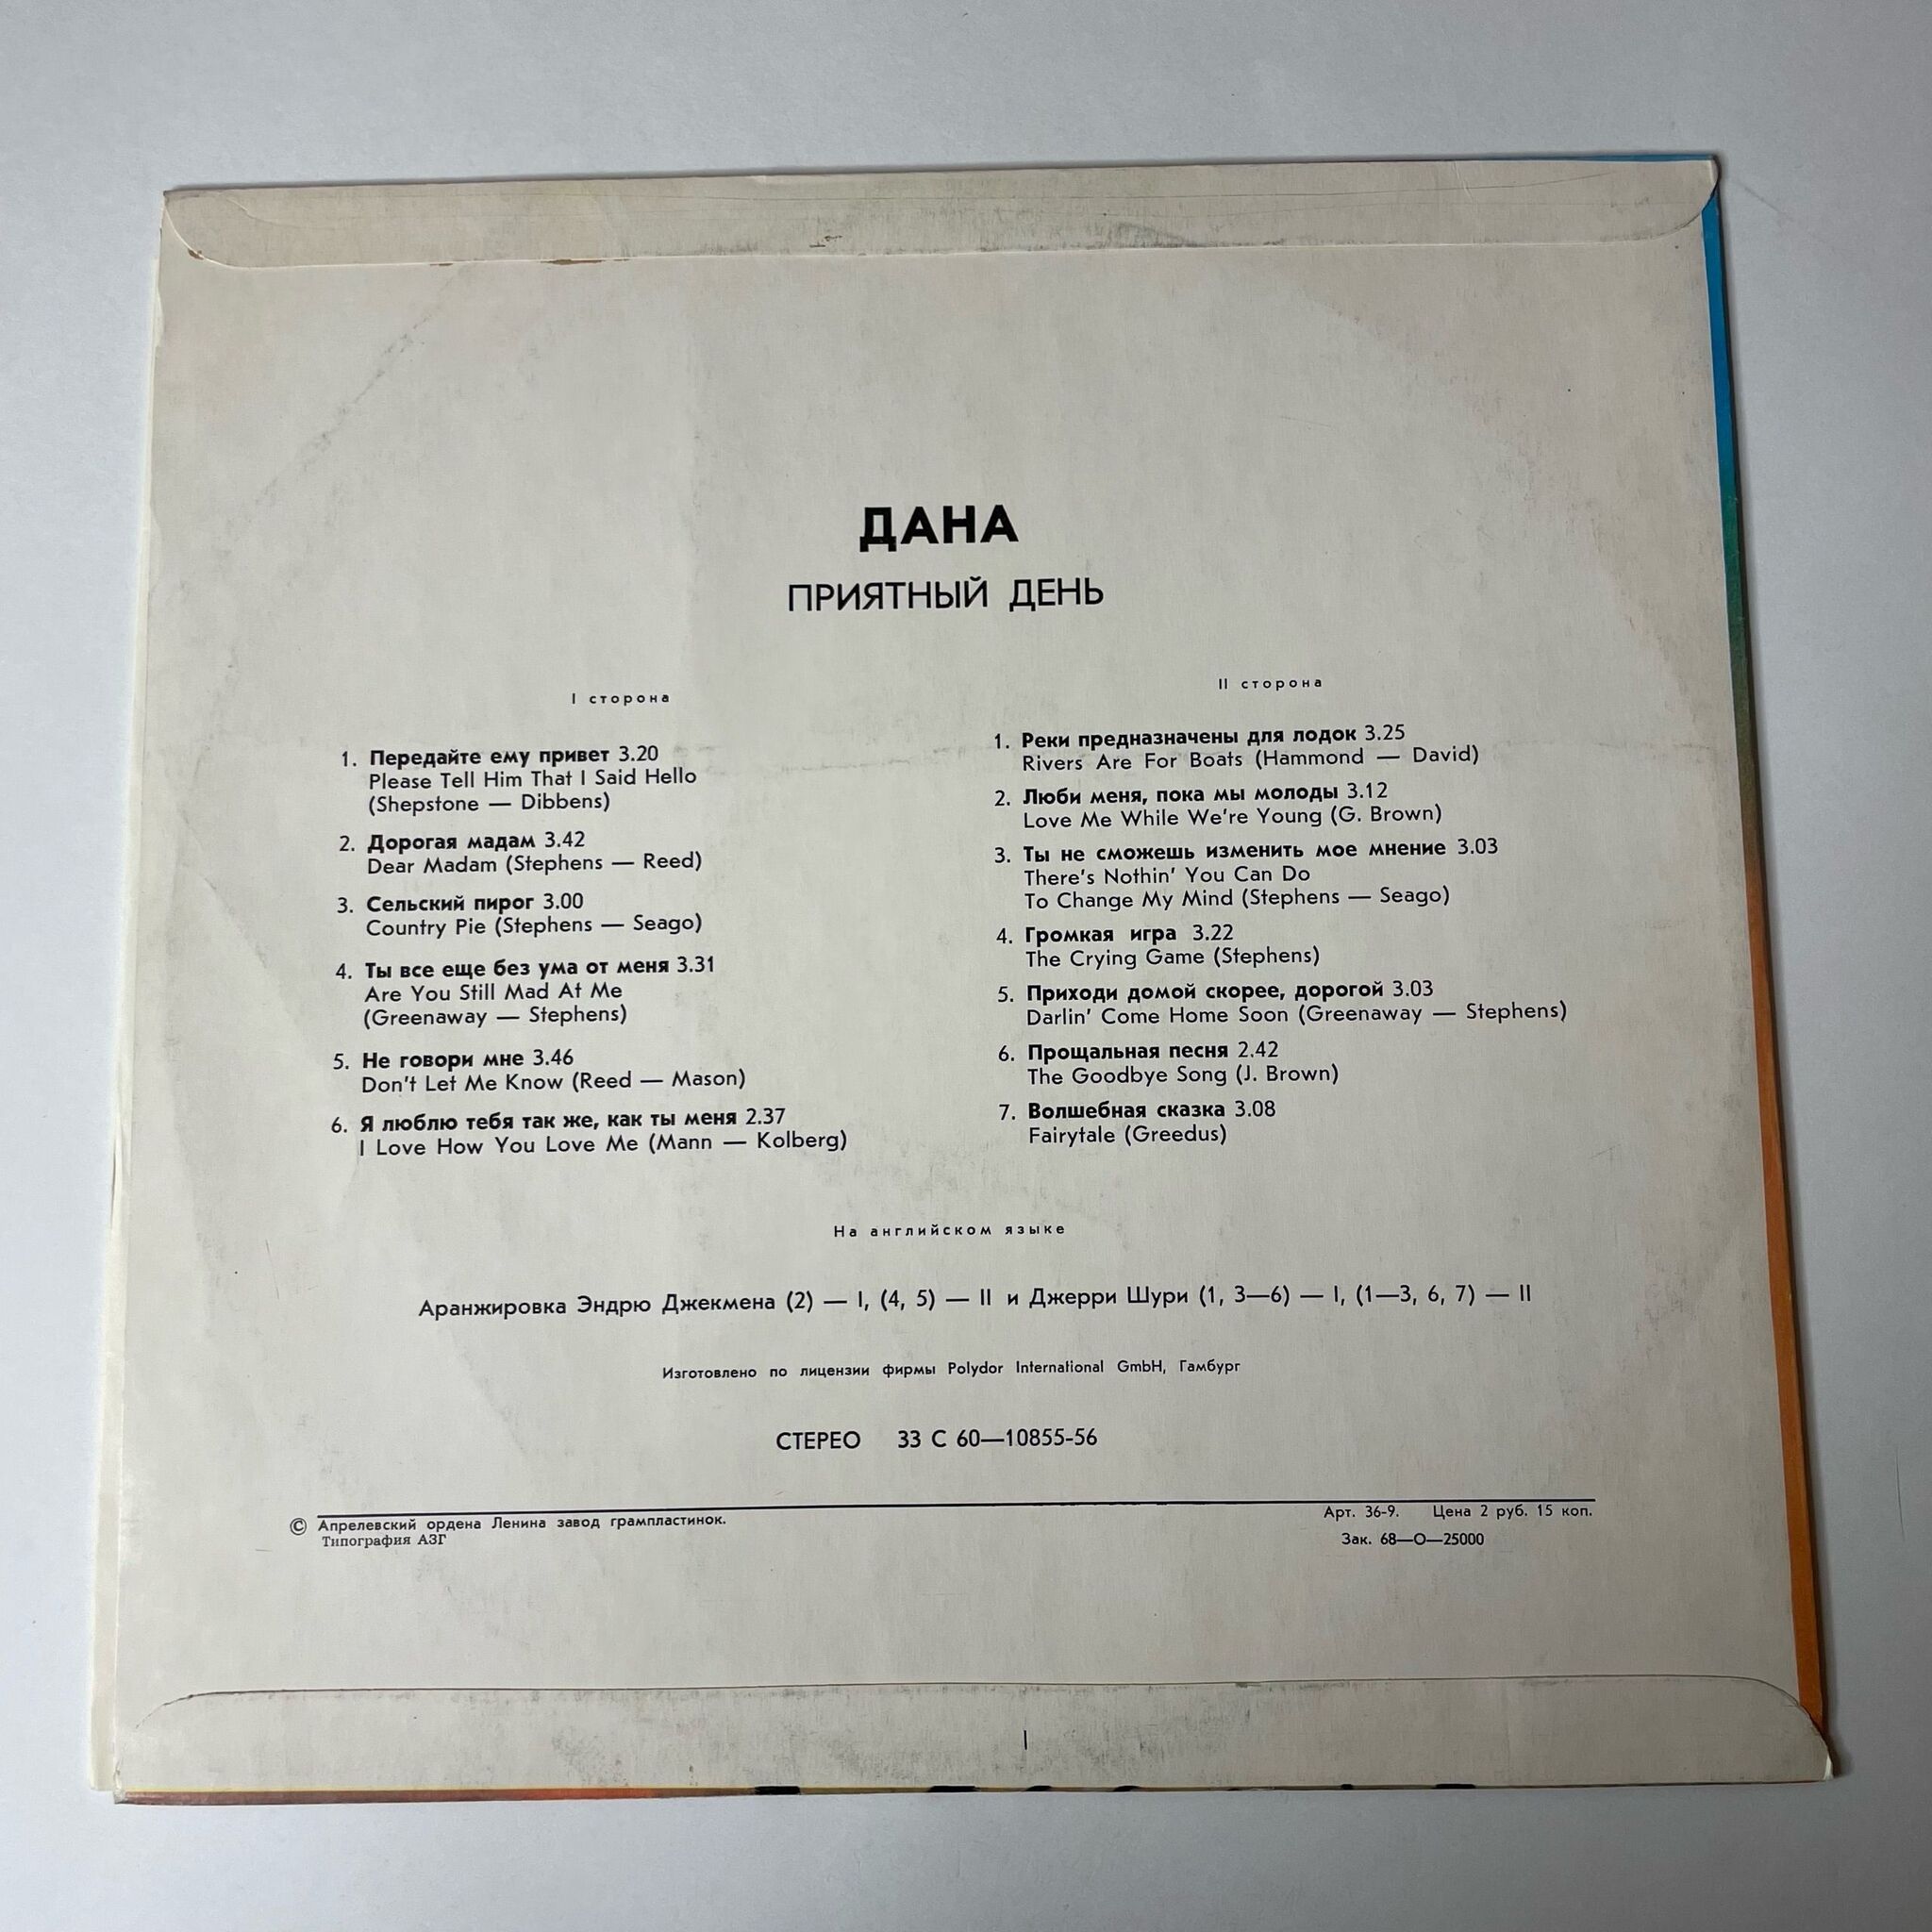 ДАНА
ПРИЯТНЫЙ ДЕНЬ
I сторона
1. Передайте ему привет 3.20
Please Tell Him That I Said Hello
(Shepstone — Dibbens)
2. Дорогая мадам 3.42
Dear Madam (Stephens — Reed)
3. Сельский пирог 3.00
Country Pie (Stephens — Seago)
4. Ты все еще без ума от меня 3.31
Are You Still Mad At Me
(Greenaway — Stephens)
5. Не говори мне 3.46
Don't Let Me Know (Reed — Mason)
6. Я люблю тебя так же, как ты меня 2.37
I Love How You Love Me (Mann — Kolberg)
II сторона
1. Реки предназначены для лодок 3.25
Rivers Are For Boats (Hammond — David)
2. Люби меня, пока мы молоды 3.12
Love Me While We're Young (G. Brown)
3. Ты не сможешь изменить мое мнение 3.03
There's Nothin' You Can Do
To Change My Mind (Stephens — Seago)
4. Громкая игра 3.22
The Crying Game (Stephens)
5. Приходи домой скорее, дорогой 3.03
Darlin' Come Home Soon (Greenaway — Stephens)
6. Прощальная песня 2.42
The Goodbye Song (J. Brown)
7. Волшебная сказка 3.08
Fairytale (Greedus)
На английском языке
Аранжировка Эндрю Джекмена (2) — I, (4, 5) — II и Джерри Шури (1, 3—6) — I, (1—3, 6, 7) — II
Изготовлено по лицензии фирмы Polydor International GmbH, Гамбург
СТЕРЕО 33 С 60—10855-56
© Апрелевский ордена Ленина завод грампластинок.
Типография АЗГ
Арт. 36-9. Цена 2 руб. 15 коп.
Зак. 68—О—25000